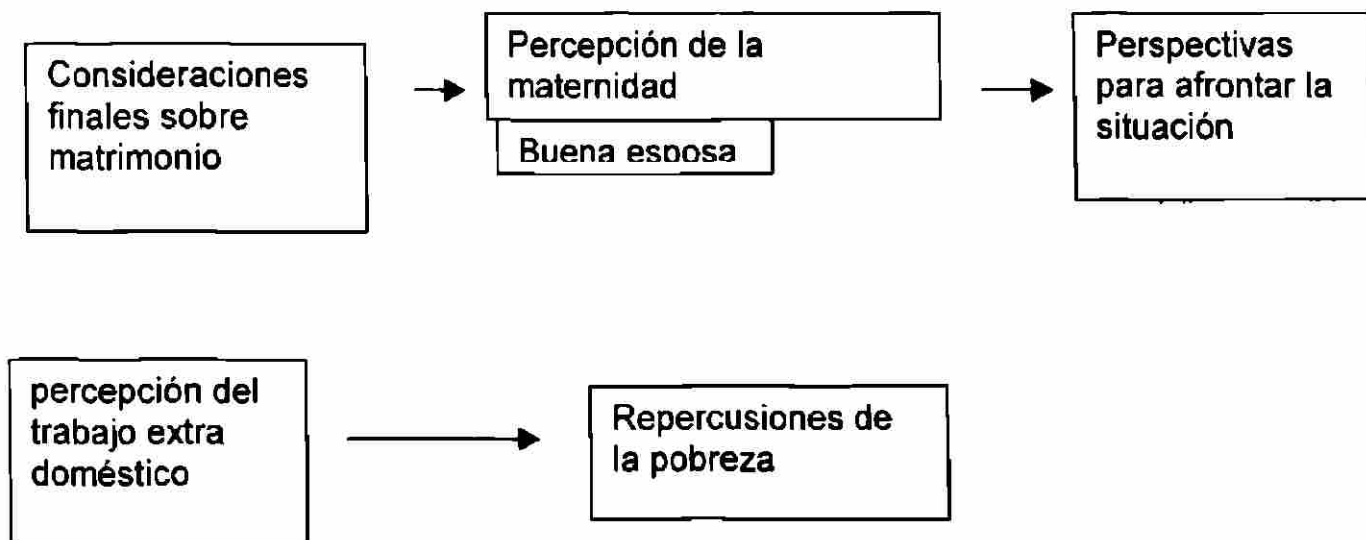 Consideraciones
finales sobre
matrimonio
Percepción de la
maternidad
Buena esposa
Perspectivas
para afrontar la
situación
percepción del
trabajo extra
doméstico
Repercusiones de
la pobreza